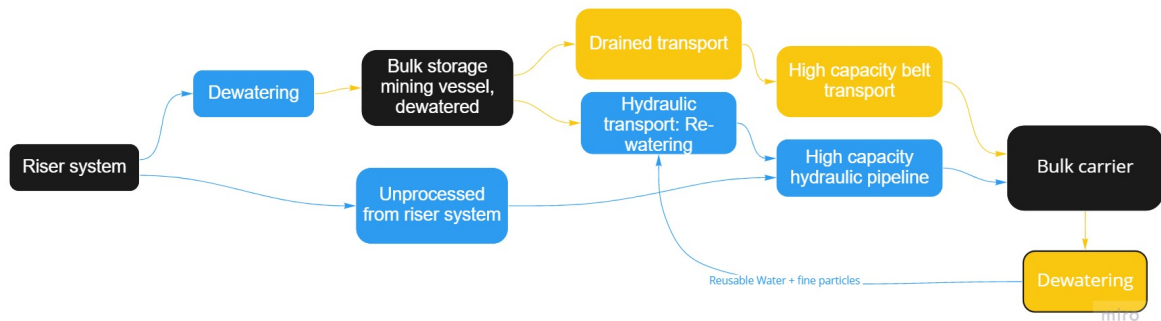 Riser system
Dewatering
Bulk storage
mining vessel,
dewatered
Unprocessed
from riser system
Drained transport
Hydraulic
transport: Re-
watering
High capacity belt
transport
High capacity
hydraulic pipeline
Bulk carrier
Dewatering
Reusable Water + fine particles
miro